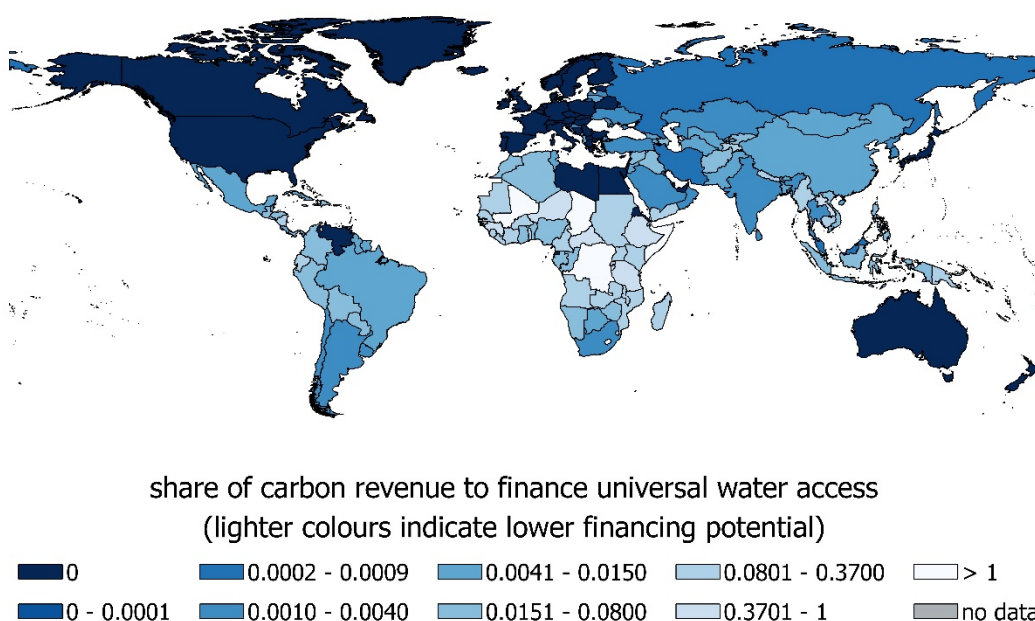 share of carbon revenue to finance universal water access
(lighter colours indicate lower financing potential)
0 0.0002 - 0.0009 0.0041 - 0.0150 0.0801 - 0.3700 > 1
0 - 0.0001 0.0010 - 0.0040 0.0151 - 0.0800 0.3701 - 1 no data